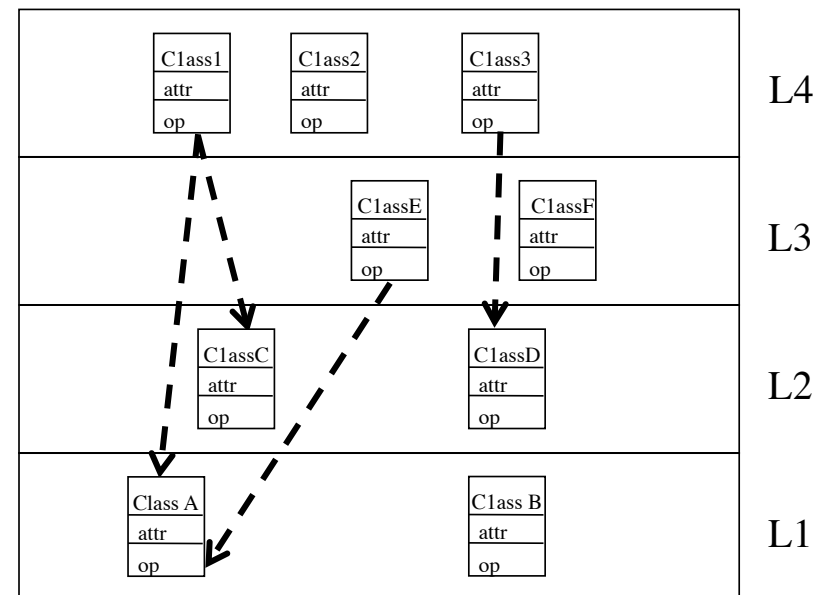 C1ass1
attr
op
C1ass2
attr
op
C1ass3
attr
op
L4
C1assE
attr
op
C1assF
attr
op
L3
C1assC
attr
op
C1assD
attr
op
L2
Class A
attr
op
C1ass B
attr
op
L1